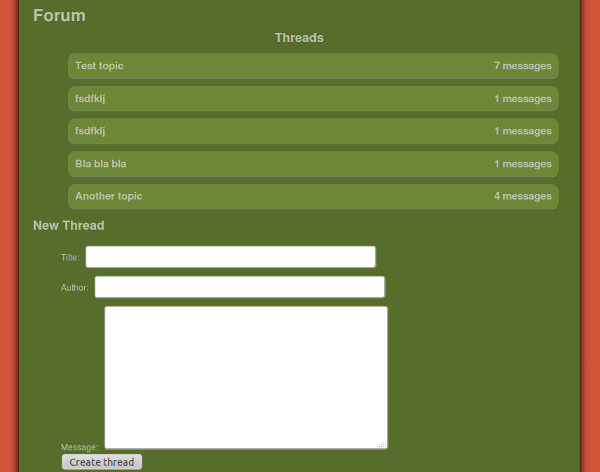 Forum
Threads
Test topic 7 messages
fsdfklj 1 messages
fsdfklj 1 messages
Bla bla bla 1 messages
Another topic 4 messages
New Thread
Title:
Author:
Message:
Create thread